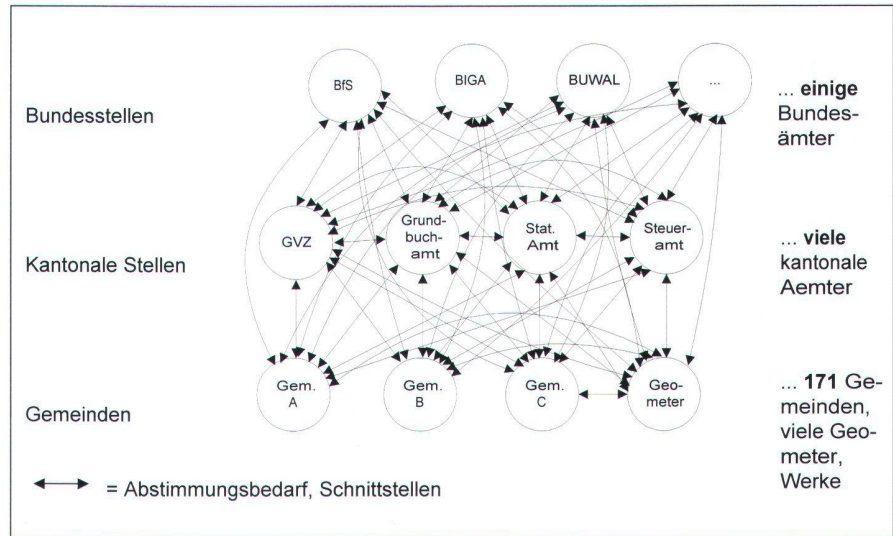 BfS
BIGA
BUWAL
...
Bundesstellen
... einige
Bundes-
ämter
GVZ
Grund-
buch-
amt
Stat.
Amt
Steuer-
amt
Kantonale Stellen
... viele
kantonale
Aemter
Gem.
A
Gem.
B
Gem.
C
Geo-
meter
Gemeinden
... 171 Ge-
meinden,
viele Geo-
meter,
Werke
= Abstimmungsbedarf, Schnittstellen